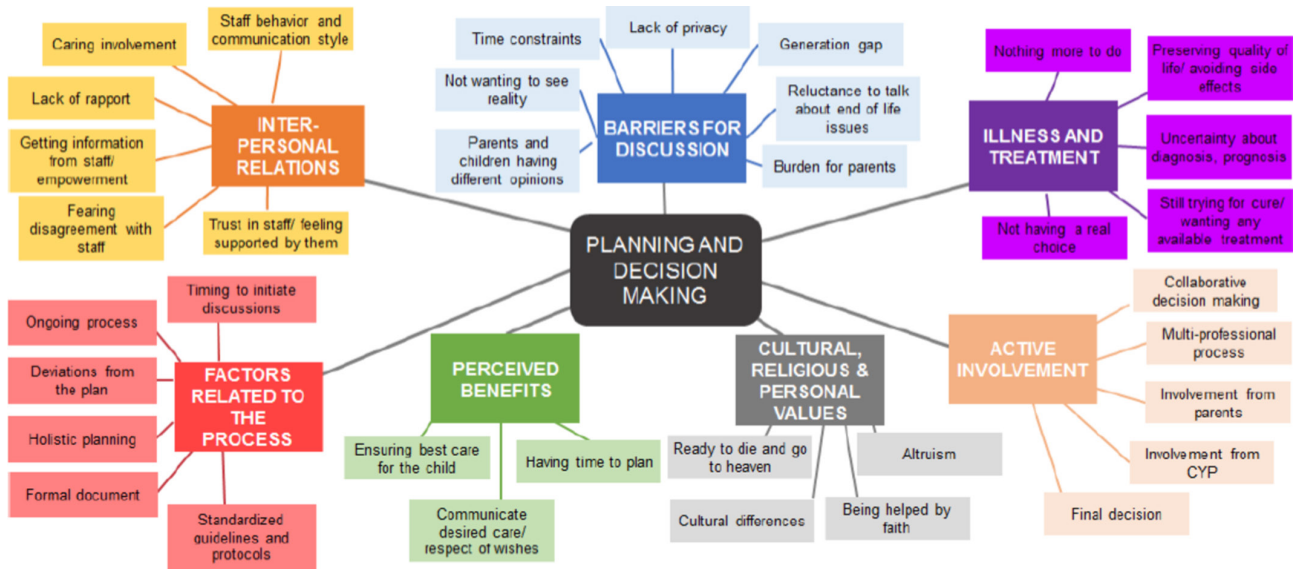 Staff behavior and
communication style
Caring involvement
Lack of rapport
Getting information
from staff/
empowerment
Fearing
disagreement with
staff
Trust in staff/ feeling
supported by them
INTER-
PERSONAL
RELATIONS
Time constraints
Lack of privacy
Generation gap
Not wanting to see
reality
Reluctance to talk
about end of life
issues
Parents and
children having
different opinions
Burden for parents
BARRIERS FOR
DISCUSSION
Nothing more to do
Preserving quality of
life/ avoiding side
effects
Uncertainty about
diagnosis, prognosis
Still trying for cure/
wanting any
available treatment
Not having a real
choice
ILLNESS AND
TREATMENT
PLANNING AND
DECISION
MAKING
Timing to initiate
discussions
Ongoing process
Deviations from
the plan
Holistic planning
Formal document
Standardized
guidelines and
protocols
FACTORS
RELATED TO
THE
PROCESS
PERCEIVED
BENEFITS
Ensuring best care
for the child
Having time to plan
Communicate
desired care/
respect of wishes
CULTURAL,
RELIGIOUS &
PERSONAL
VALUES
Ready to die and go
to heaven
Altruism
Cultural differences
Being helped by
faith
ACTIVE
INVOLVEMENT
Collaborative
decision making
Multi-professional
process
Involvement from
parents
Involvement from
CYP
Final decision